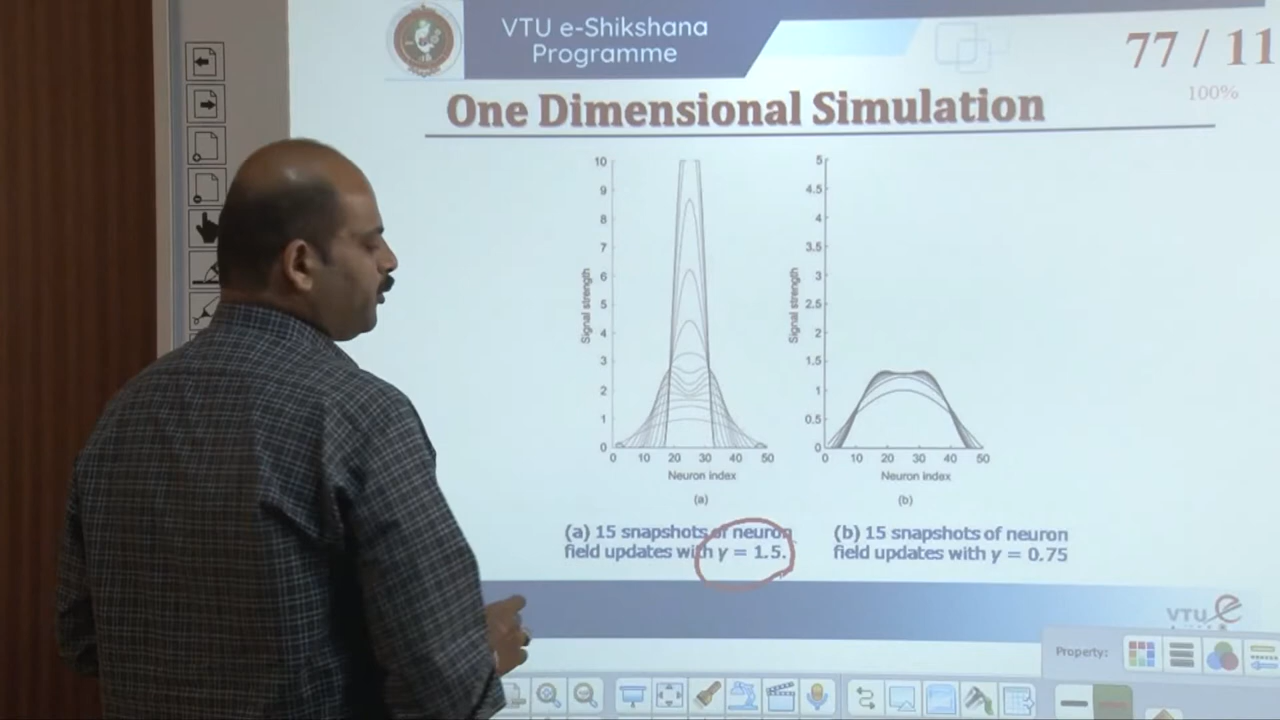 VTU e-Shikshana
Programme
77 / 11
100%
One Dimensional Simulation
10
9
8
7
6
5
4
3
2
1
0
Signal strength
0 10 20 30 40 50
Neuron index
(a)
5
4.5
4
3.5
3
2.5
2
1.5
1
0.5
0
Signal strength
0 10 20 30 40 50
Neuron index
(b)
(a) 15 snapshots of neuron
field updates with γ = 1.5.
(b) 15 snapshots of neuron
field updates with γ = 0.75
VTU e
Property: